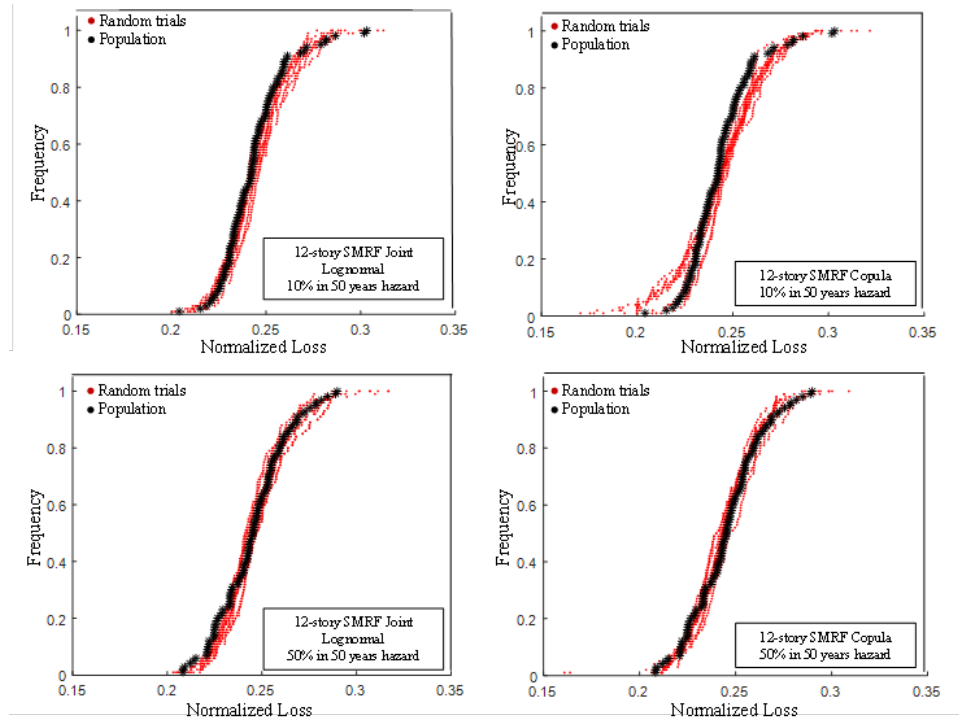 Random trials
Population
1
0.8
0.6
0.4
0.2
0
Frequency
12-story SMRF Joint
Lognormal
10% in 50 years hazard
0.15
0.2
0.25
0.3
0.35
Normalized Loss
Random trials
Population
1
0.8
0.6
0.4
0.2
0
Frequency
12-story SMRF Copula
10% in 50 years hazard
0.15
0.2
0.25
0.3
0.35
Normalized Loss
Random trials
Population
1
0.8
0.6
0.4
0.2
0
Frequency
12-story SMRF Joint
Lognormal
50% in 50 years hazard
0.15
0.2
0.25
0.3
0.35
Normalized Loss
Random trials
Population
1
0.8
0.6
0.4
0.2
0
Frequency
12-story SMRF Copula
50% in 50 years hazard
0.15
0.2
0.25
0.3
0.35
Normalized Loss